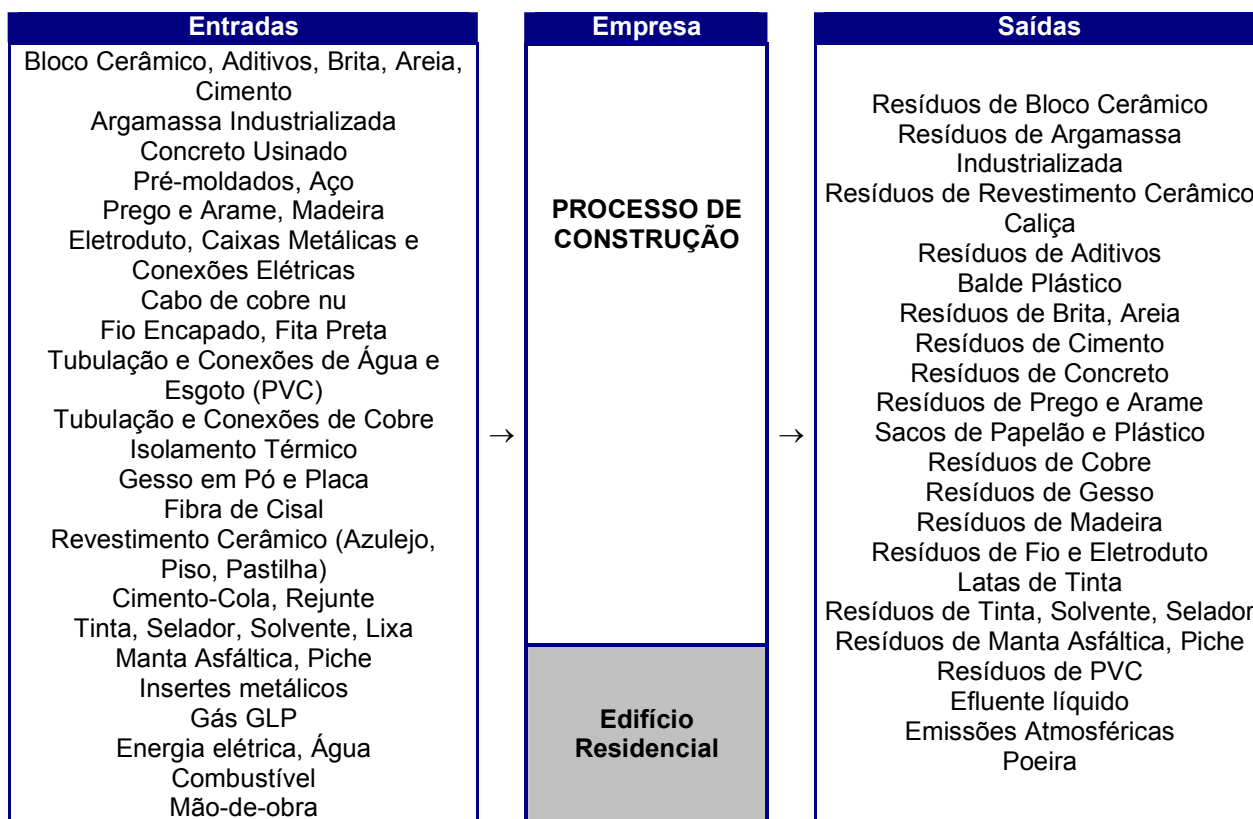 Entradas
Bloco Cerâmico, Aditivos, Brita, Areia,
Cimento
Argamassa Industrializada
Concreto Usinado
Pré-moldados, Aço
Prego e Arame, Madeira
Eletroduto, Caixas Metálicas e
Conexões Elétricas
Cabo de cobre nu
Fio Encapado, Fita Preta
Tubulação e Conexões de Água e
Esgoto (PVC)
Tubulação e Conexões de Cobre
Isolamento Térmico
Gesso em Pó e Placa
Fibra de Cisal
Revestimento Cerâmico (Azulejo,
Piso, Pastilha)
Cimento-Cola, Rejunte
Tinta, Selador, Solvente, Lixa
Manta Asfáltica, Piche
Insertes metálicos
Gás GLP
Energia elétrica, Água
Combustível
Mão-de-obra
→
Empresa
PROCESSO DE
CONSTRUÇÃO
Edifício
Residencial
→
Saídas
Resíduos de Bloco Cerâmico
Resíduos de Argamassa
Industrializada
Resíduos de Revestimento Cerâmico
Caliça
Resíduos de Aditivos
Balde Plástico
Resíduos de Brita, Areia
Resíduos de Cimento
Resíduos de Concreto
Resíduos de Prego e Arame
Sacos de Papelão e Plástico
Resíduos de Cobre
Resíduos de Gesso
Resíduos de Madeira
Resíduos de Fio e Eletroduto
Latas de Tinta
Resíduos de Tinta, Solvente, Selador
Resíduos de Manta Asfáltica, Piche
Resíduos de PVC
Efluente líquido
Emissões Atmosféricas
Poeira